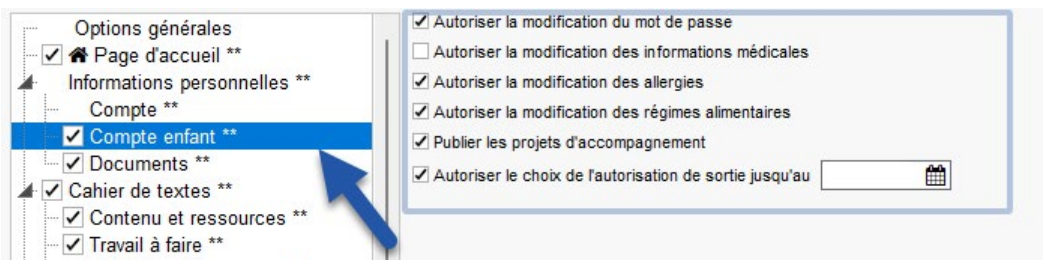 Options générales
Page d'accueil **
Informations personnelles **
Compte **
Compte enfant **
Documents **
Cahier de textes **
Contenu et ressources **
Travail à faire **
Autoriser la modification du mot de passe
Autoriser la modification des informations médicales
Autoriser la modification des allergies
Autoriser la modification des régimes alimentaires
Publier les projets d'accompagnement
Autoriser le choix de l'autorisation de sortie jusqu'au